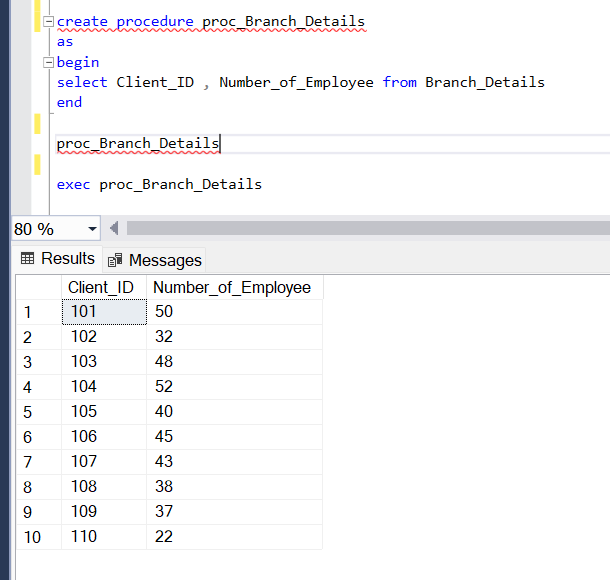 create procedure proc_Branch_Details
as
begin
select Client_ID , Number_of_Employee from Branch_Details
end
proc_Branch_Details
exec proc_Branch_Details
80 %
Results Messages
Client_ID Number_of_Employee
1 101 50
2 102 32
3 103 48
4 104 52
5 105 40
6 106 45
7 107 43
8 108 38
9 109 37
10 110 22